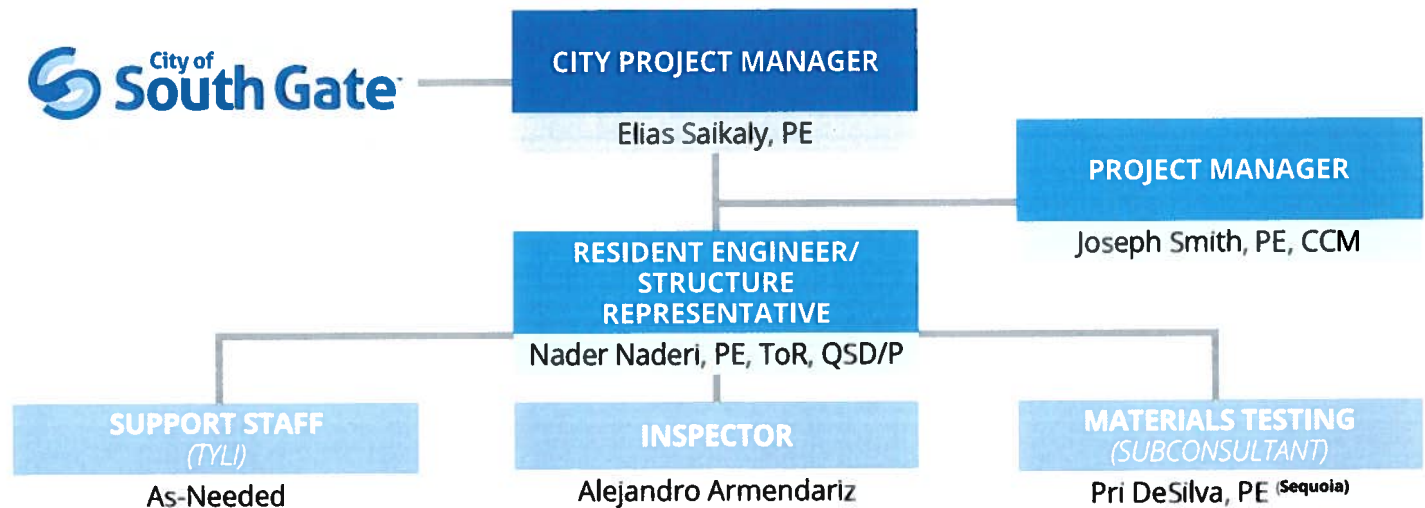 City of
South Gate
CITY PROJECT MANAGER
Elias Saikaly, PE
PROJECT MANAGER
Joseph Smith, PE, CCM
RESIDENT ENGINEER/
STRUCTURE
REPRESENTATIVE
Nader Naderi, PE, ToR, QSD/P
SUPPORT STAFF
(TYLI)
As-Needed
INSPECTOR
Alejandro Armendariz
MATERIALS TESTING
(SUBCONSULTANT)
Pri DeSilva, PE (Sequoia)